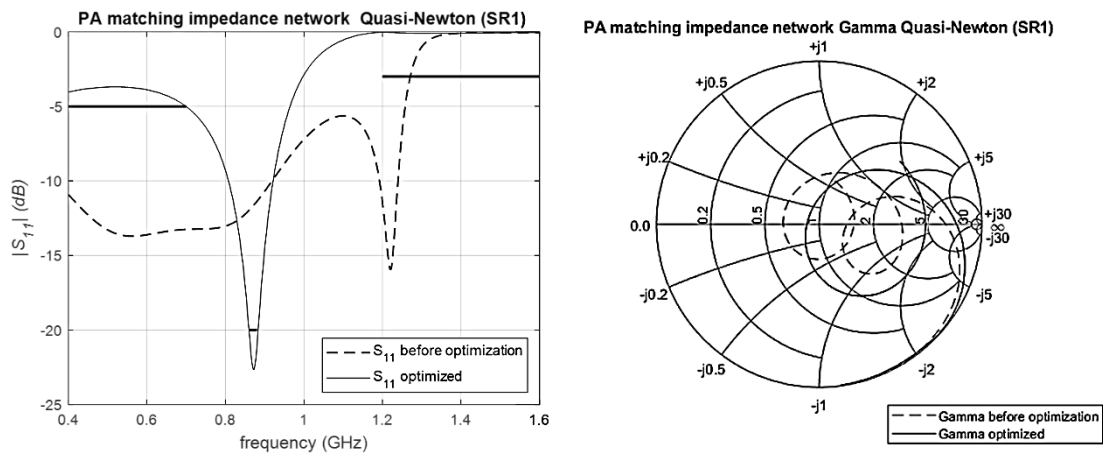 PA matching impedance network Quasi-Newton (SR1)
0
-5
-10
-15
-20
-25
|S11| (dB)
0.4 0.6 0.8 1 1.2 1.4 1.6
frequency (GHz)
S11 before optimization
S11 optimized
PA matching impedance network Gamma Quasi-Newton (SR1)
+j1
+j0.5
+j2
+j0.2
+j5
0.0 0.2 0.5 1 2 5 30 ∞
+j30
-j30
-j0.2
-j5
-j0.5
-j2
-j1
Gamma before optimization
Gamma optimized